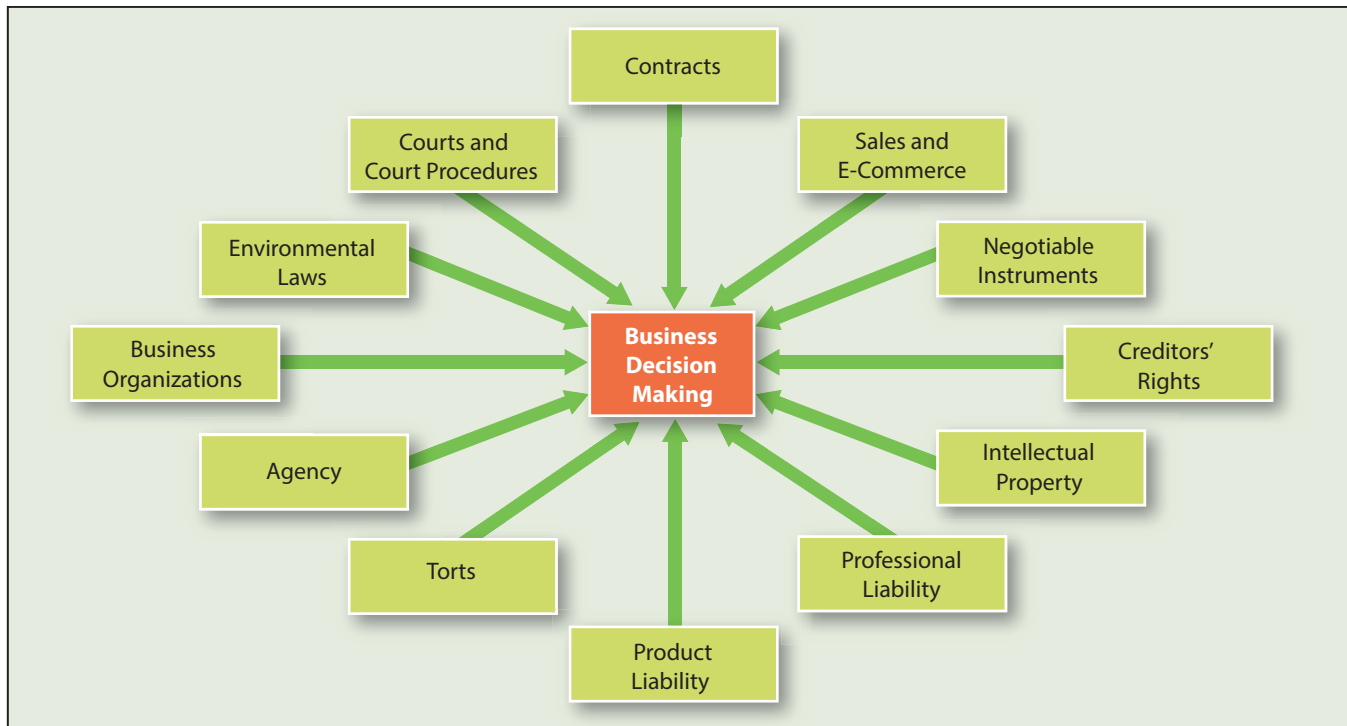 Contracts
Courts and
Court Procedures
Sales and
E-Commerce
Environmental
Laws
Negotiable
Instruments
Business
Organizations
Business
Decision
Making
Creditors’
Rights
Agency
Intellectual
Property
Torts
Professional
Liability
Product
Liability